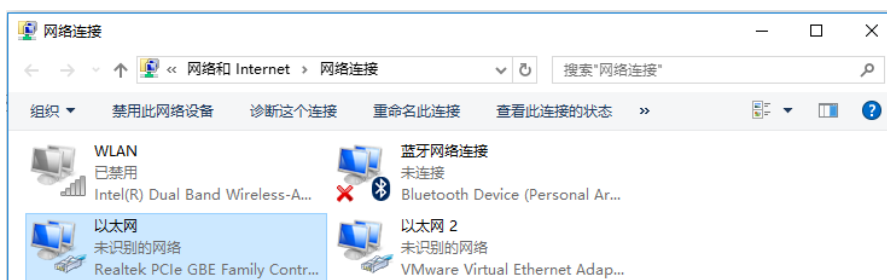 网络连接
« 网络和 Internet › 网络连接
搜索"网络连接"
组织 禁用此网络设备 诊断这个连接 重命名此连接 查看此连接的状态 »
WLAN
已禁用
Intel(R) Dual Band Wireless-A...
蓝牙网络连接
未连接
Bluetooth Device (Personal Ar...
以太网
未识别的网络
Realtek PCIe GBE Family Contr...
以太网 2
未识别的网络
VMware Virtual Ethernet Adap...